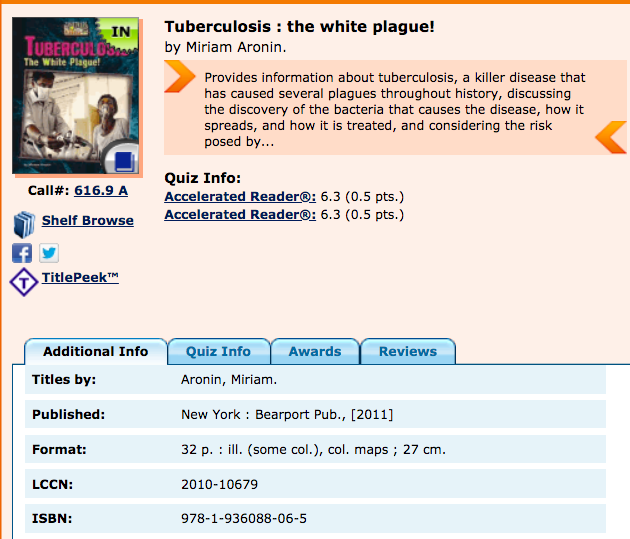 IN
TUBERCULOSIS
The White Plague!
Tuberculosis : the white plague!
by Miriam Aronin.
Provides information about tuberculosis, a killer disease that
has caused several plagues throughout history, discussing
the discovery of the bacteria that causes the disease, how it
spreads, and how it is treated, and considering the risk
posed by...
Call#: 616.9 A
Shelf Browse
TitlePeek™
Quiz Info:
Accelerated Reader®: 6.3 (0.5 pts.)
Accelerated Reader®: 6.3 (0.5 pts.)
Additional Info Quiz Info Awards Reviews
Titles by: Aronin, Miriam.
Published: New York : Bearport Pub., [2011]
Format: 32 p. : ill. (some col.), col. maps ; 27 cm.
LCCN: 2010-10679
ISBN: 978-1-936088-06-5